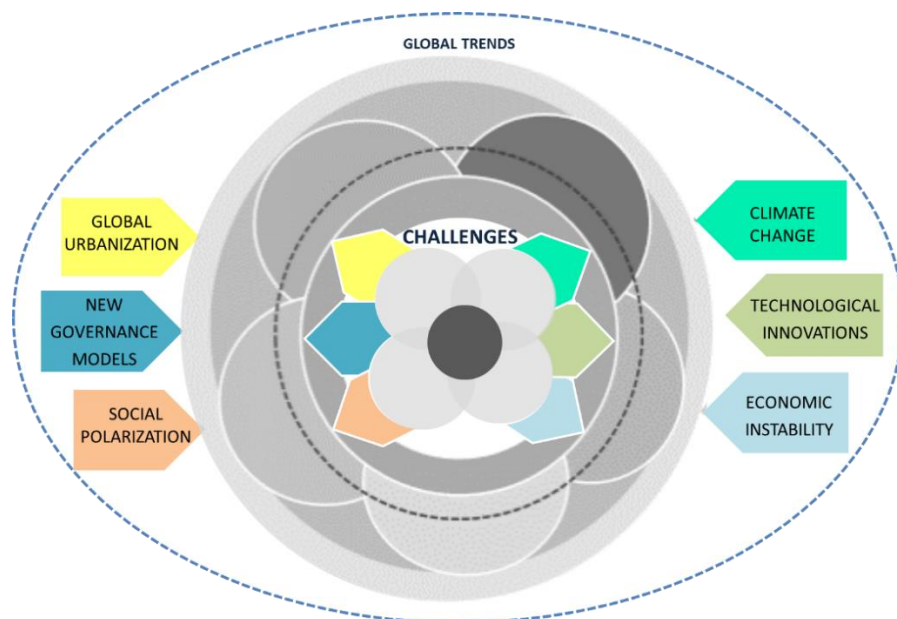 GLOBAL TRENDS
CHALLENGES
GLOBAL
URBANIZATION
NEW
GOVERNANCE
MODELS
SOCIAL
POLARIZATION
CLIMATE
CHANGE
TECHNOLOGICAL
INNOVATIONS
ECONOMIC
INSTABILITY